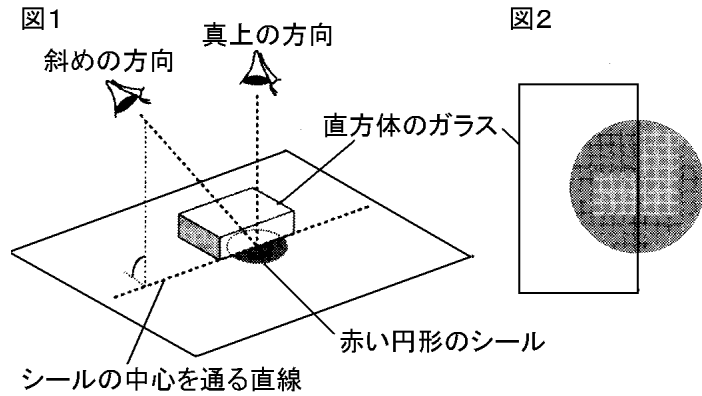 図1
図2
真上の方向
斜めの方向
直方体のガラス
赤い円形のシール
シールの中心を通る直線